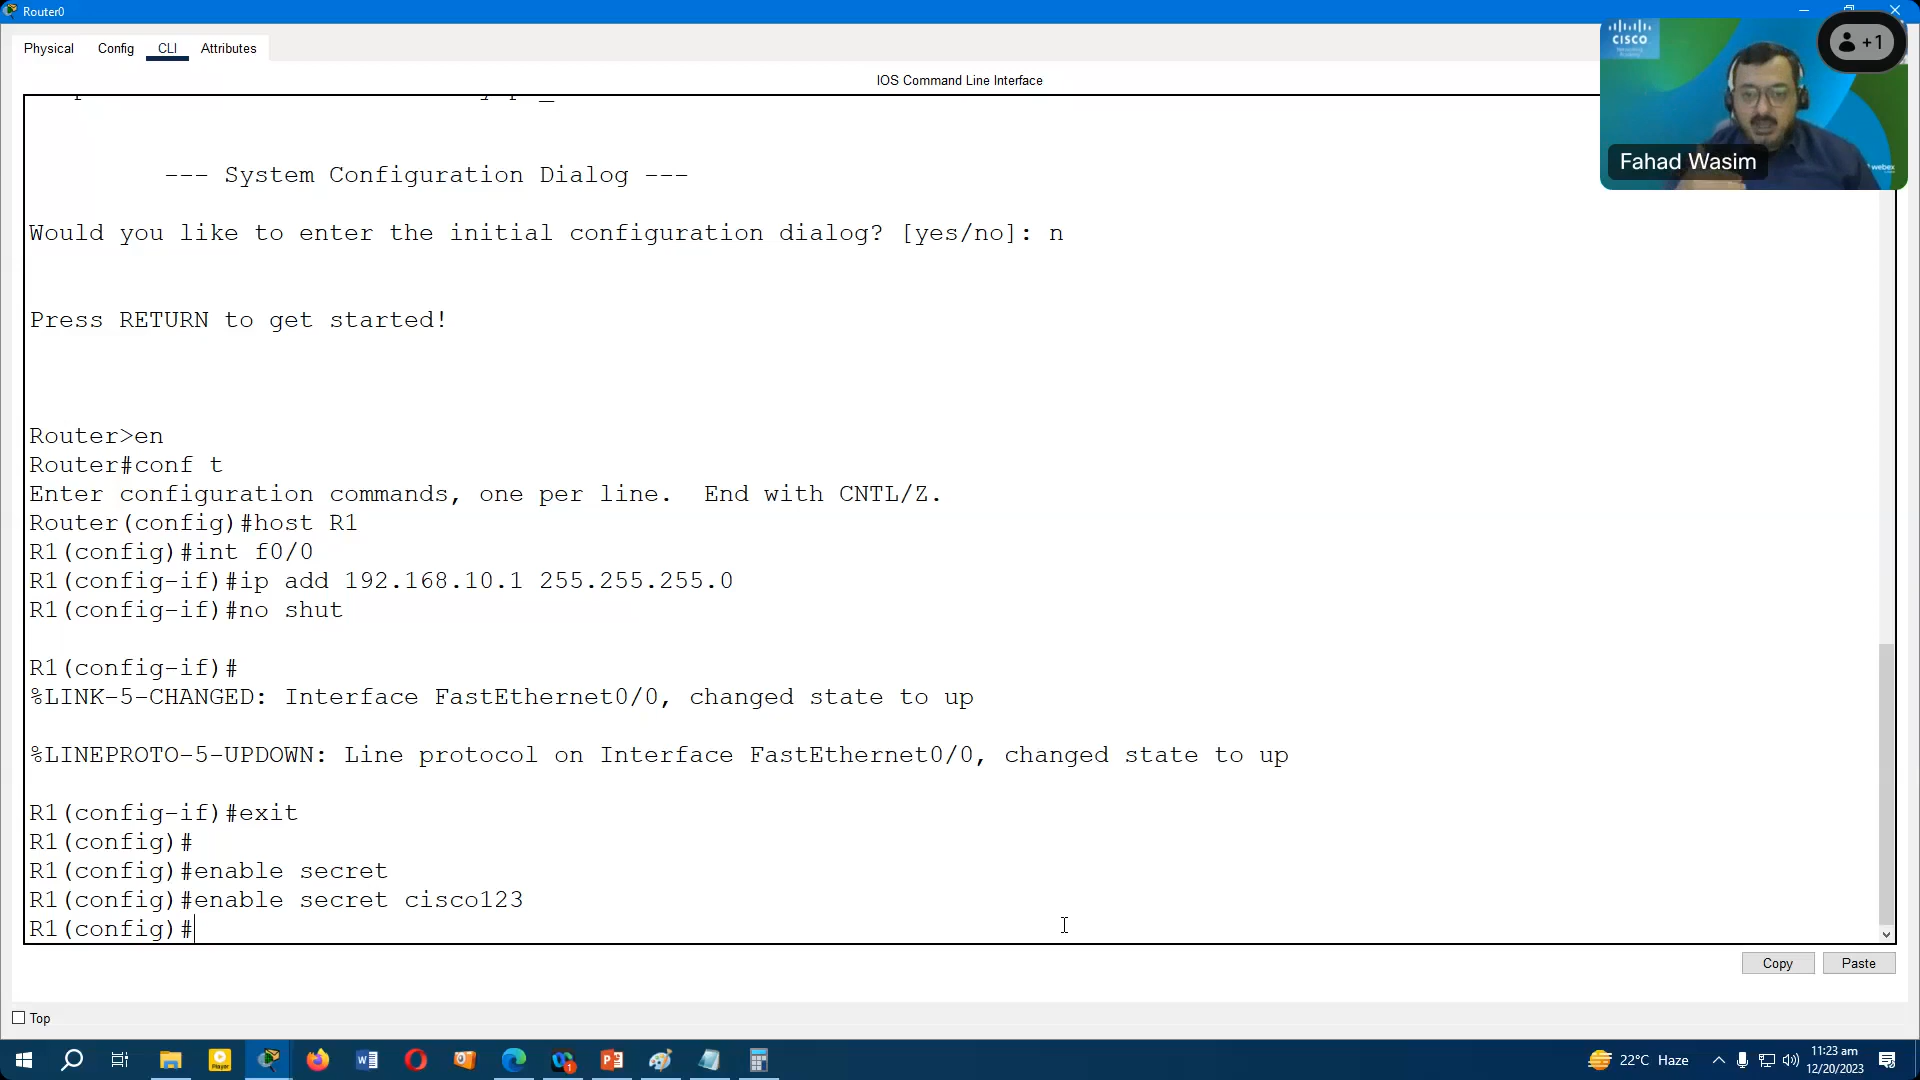 Router0
Physical Config CLI Attributes
IOS Command Line Interface
CISCO
+1
Fahad Wasim
webex
--- System Configuration Dialog ---
Would you like to enter the initial configuration dialog? [yes/no]: n
Press RETURN to get started!
Router>en
Router#conf t
Enter configuration commands, one per line.  End with CNTL/Z.
Router(config)#host R1
R1(config)#int f0/0
R1(config-if)#ip add 192.168.10.1 255.255.255.0
R1(config-if)#no shut
R1(config-if)#
%LINK-5-CHANGED: Interface FastEthernet0/0, changed state to up
%LINEPROTO-5-UPDOWN: Line protocol on Interface FastEthernet0/0, changed state to up
R1(config-if)#exit
R1(config)#
R1(config)#enable secret
R1(config)#enable secret cisco123
R1(config)#
Copy Paste
Top
22°C Haze
11:23 am
12/20/2023